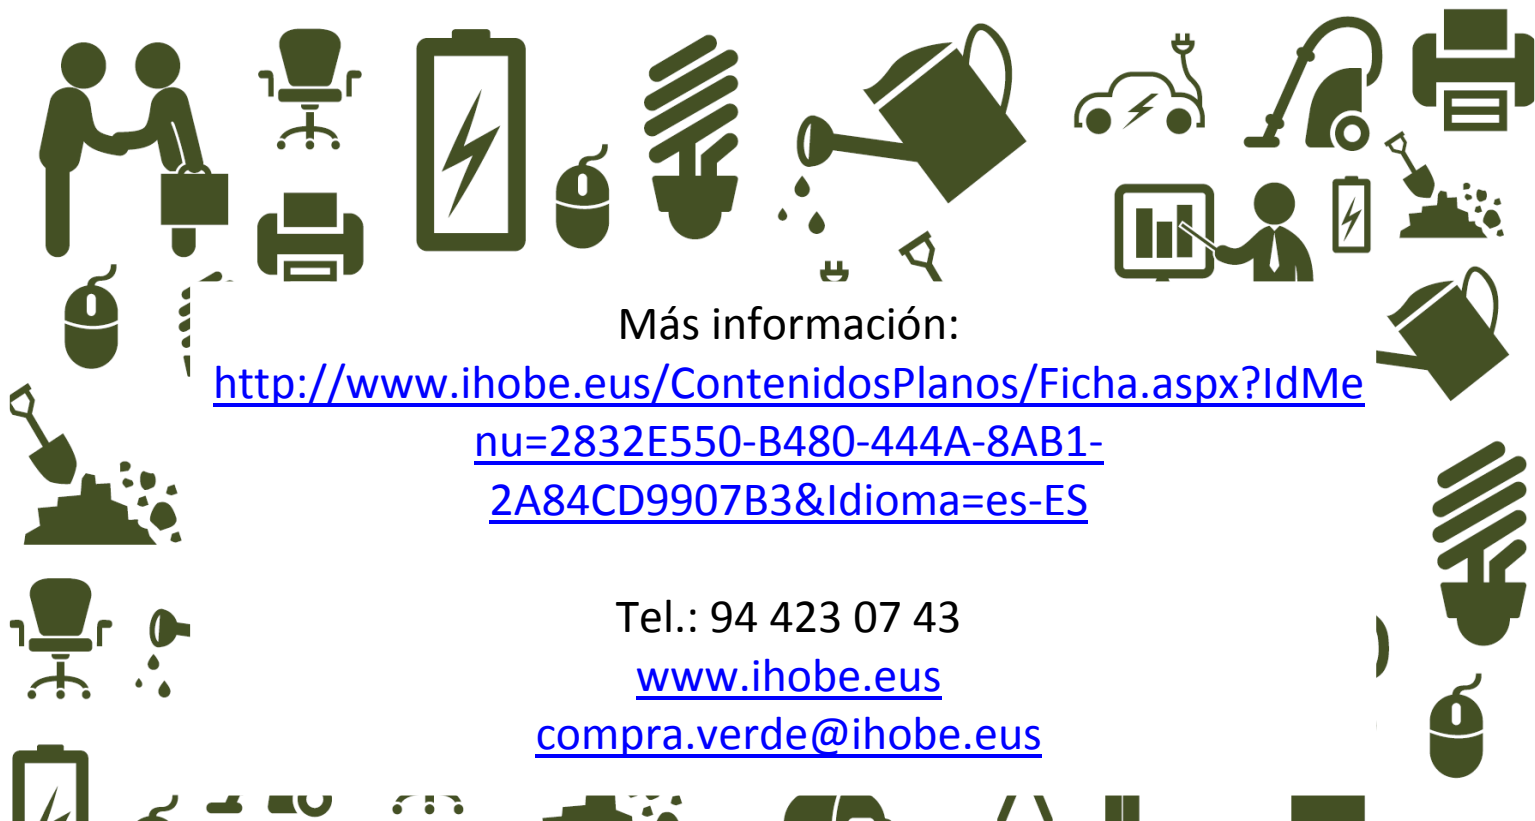 Más información:
http://www.ihobe.eus/ContenidosPlanos/Ficha.aspx?IdMe
nu=2832E550-B480-444A-8AB1-
2A84CD9907B3&Idioma=es-ES
Tel.: 94 423 07 43
www.ihobe.eus
compra.verde@ihobe.eus